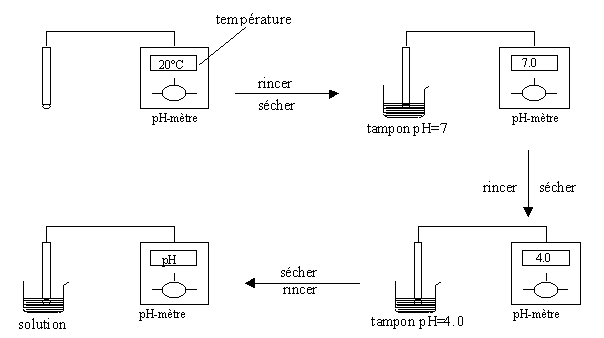 température
20°C
pH-mètre
rincer
sécher
7.0
tampon pH=7
pH-mètre
rincer sécher
4.0
tampon pH=4.0
pH-mètre
sécher
rincer
pH
solution
pH-mètre